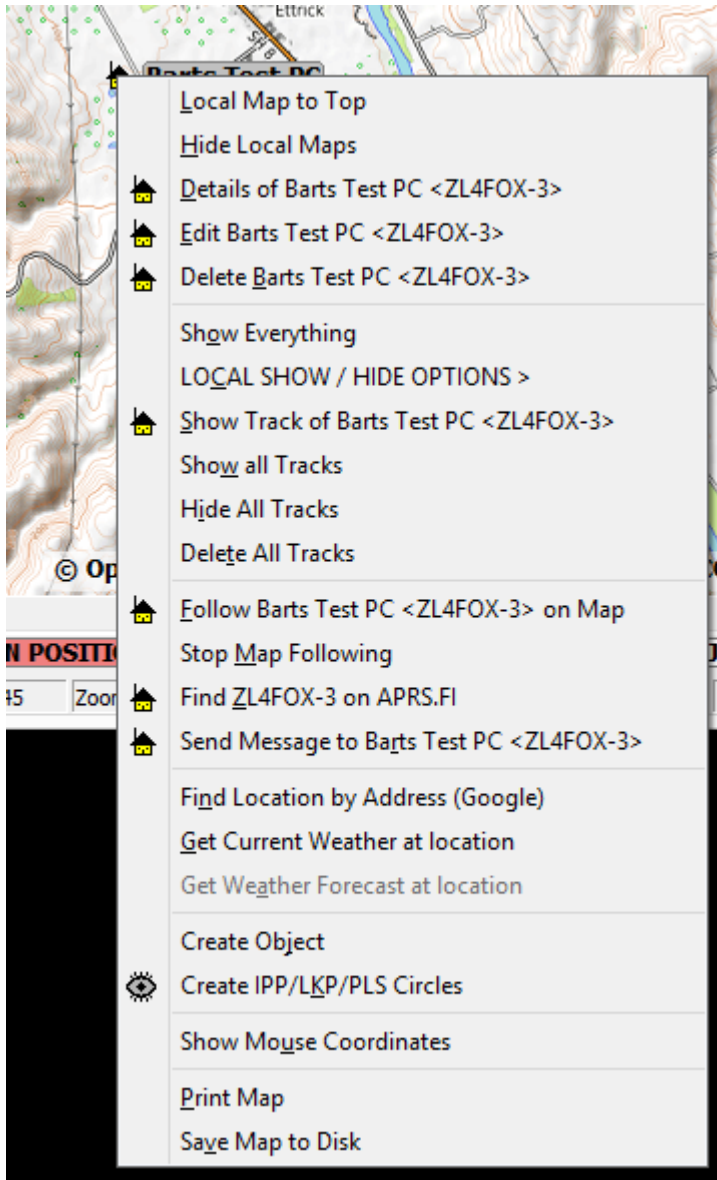 Ettrick
SH 8
Barts Test PC
Local Map to Top
Hide Local Maps
Details of Barts Test PC <ZL4FOX-3>
Edit Barts Test PC <ZL4FOX-3>
Delete Barts Test PC <ZL4FOX-3>
Show Everything
LOCAL SHOW / HIDE OPTIONS >
Show Track of Barts Test PC <ZL4FOX-3>
Show all Tracks
Hide All Tracks
Delete All Tracks
© Op
Follow Barts Test PC <ZL4FOX-3> on Map
N POSITI
Stop Map Following
45 Zoor
Find ZL4FOX-3 on APRS.FI
Send Message to Barts Test PC <ZL4FOX-3>
Find Location by Address (Google)
Get Current Weather at location
Get Weather Forecast at location
Create Object
Create IPP/LKP/PLS Circles
Show Mouse Coordinates
Print Map
Save Map to Disk